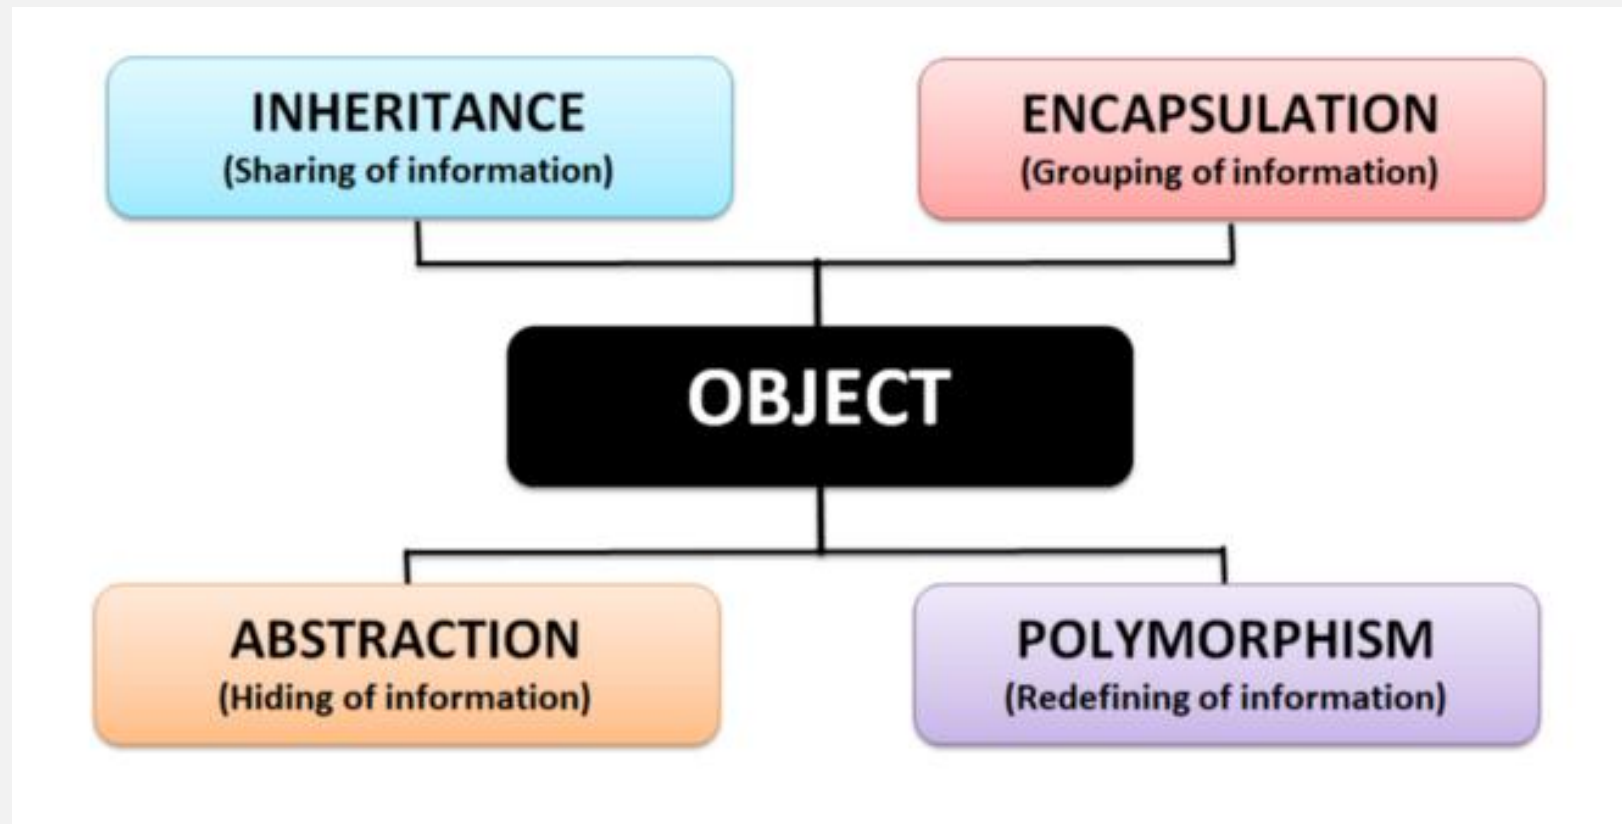 INHERITANCE
(Sharing of information)
ENCAPSULATION
(Grouping of information)
OBJECT
ABSTRACTION
(Hiding of information)
POLYMORPHISM
(Redefining of information)